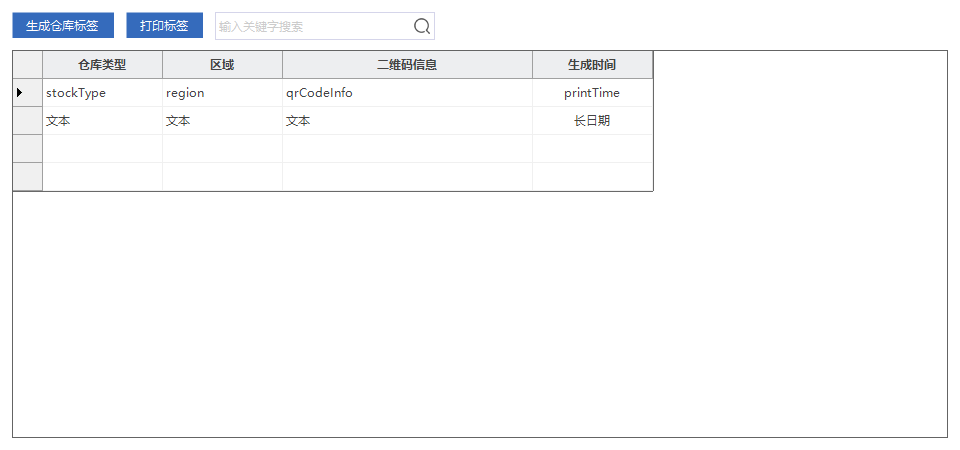 生成仓库标签 打印标签 输入关键字搜索
仓库类型 区域 二维码信息 生成时间
stockType region qrCodeInfo printTime
文本 文本 文本 长日期